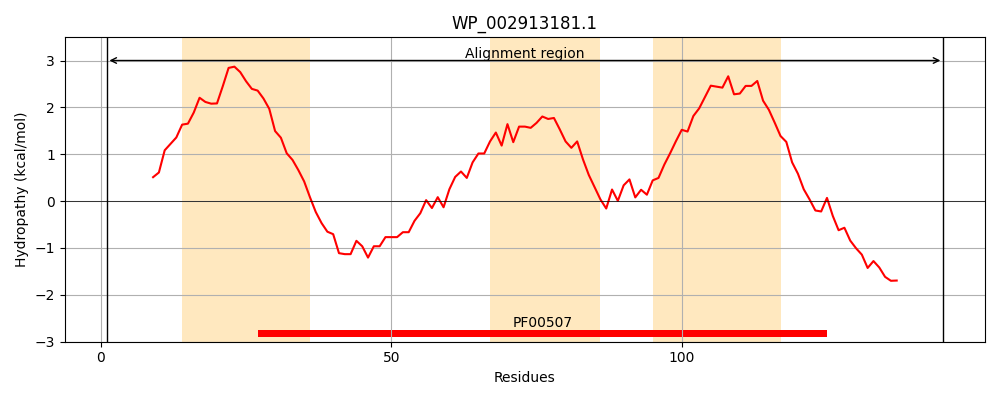 WP_002913181.1
Alignment region
3
2
1
0
−1
−2
−3
Hydropathy (kcal/mol)
PF00507
0 50 100
Residues